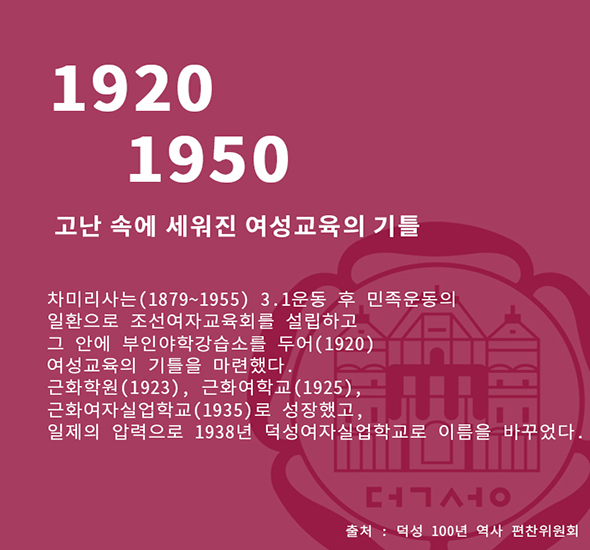 1920
1950
고난 속에 세워진 여성교육의 기틀
차미리사는(1879~1955) 3.1운동 후 민족운동의
일환으로 조선여자교육회를 설립하고
그 안에 부인야학강습소를 두어(1920)
여성교육의 기틀을 마련했다.
근화학원(1923), 근화여학교(1925),
근화여자실업학교(1935)로 성장했고,
일제의 압력으로 1938년 덕성여자실업학교로 이름을 바꾸었다.
출처 : 덕성 100년 역사 편찬위원회